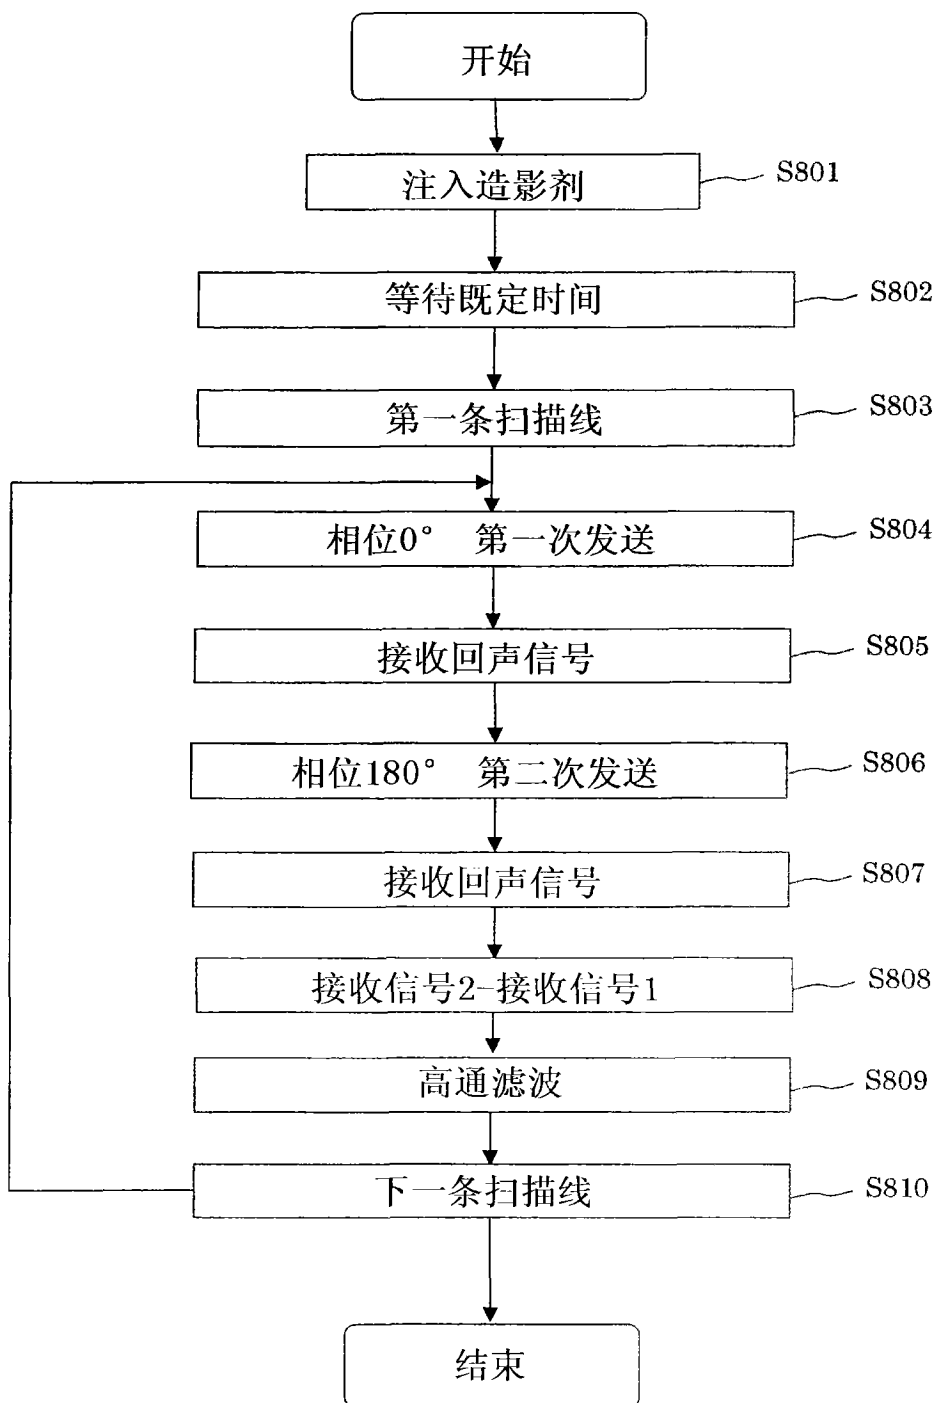 开始
注入造影剂
S801
等待既定时间
S802
第一条扫描线
S803
相位0° 第一次发送
S804
接收回声信号
S805
相位180° 第二次发送
S806
接收回声信号
S807
接收信号2-接收信号1
S808
高通滤波
S809
下一条扫描线
S810
结束